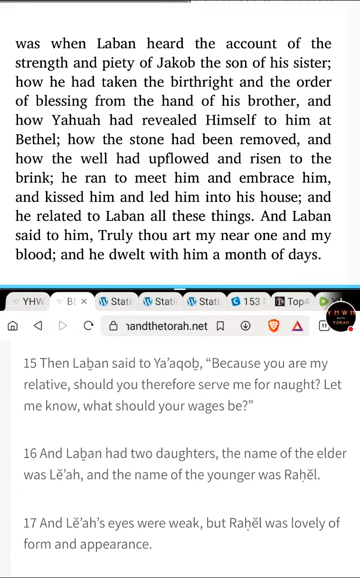 was when Laban heard the account of the
strength and piety of Jakob the son of his sister;
how he had taken the birthright and the order
of blessing from the hand of his brother, and
how Yahuah had revealed Himself to him at
Bethel; how the stone had been removed, and
how the well had upflowed and risen to the
brink; he ran to meet him and embrace him,
and kissed him and led him into his house; and
he related to Laban all these things. And Laban
said to him, Truly thou art my near one and my
blood; and he dwelt with him a month of days.
YHW
Bi
Stati
Stati
Stati
153
Top4
YMWM
WITH
TORAH
handthetorah.net
11
15 Then Laḇan said to Ya’aqoḇ, “Because you are my
relative, should you therefore serve me for naught? Let
me know, what should your wages be?”
16 And Laḇan had two daughters, the name of the elder
was Lĕ’ah, and the name of the younger was Raḥĕl.
17 And Lĕ’ah’s eyes were weak, but Raḥĕl was lovely of
form and appearance.